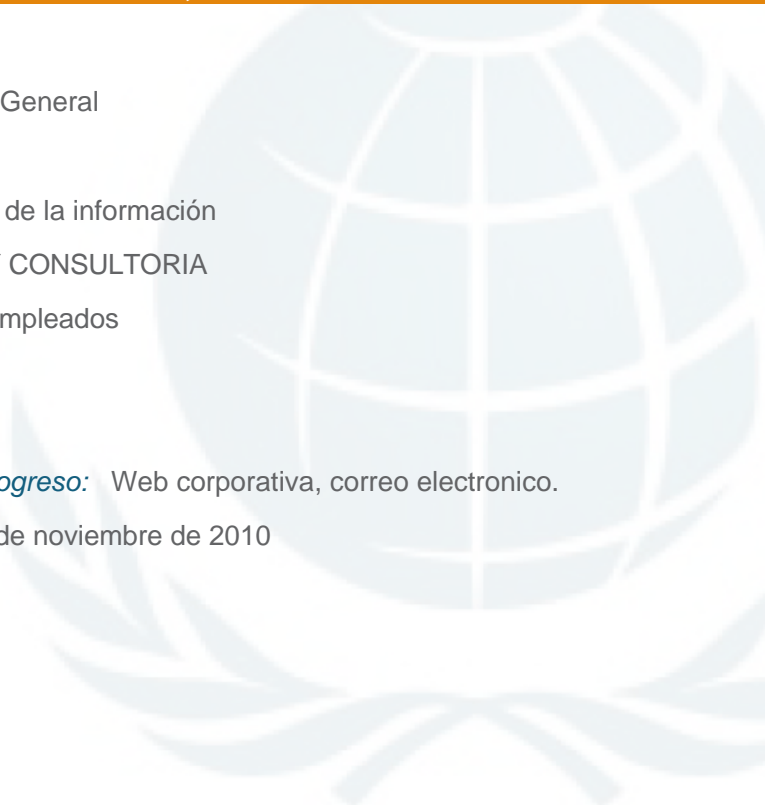 General
de la información
CONSULTORIA
mpleados
ogreso: Web corporativa, correo electronico.
de noviembre de 2010